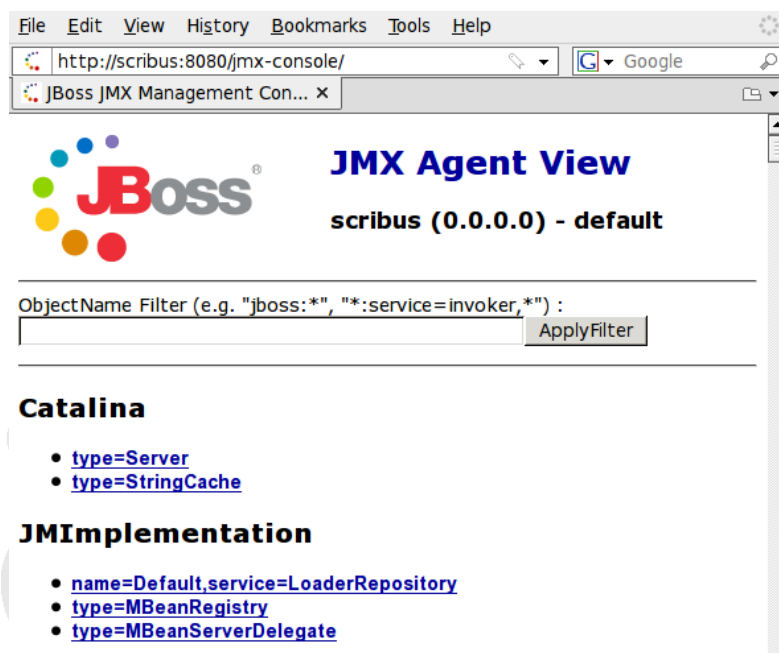 File Edit View History Bookmarks Tools Help
http://scribus:8080/jmx-console/ G Google
JBoss JMX Management Con... ×
JBoss® JMX Agent View
scribus (0.0.0.0) - default
ObjectName Filter (e.g. "jboss:*", "*:service=invoker,*") :
ApplyFilter
Catalina
• type=Server
• type=StringCache
JMImplementation
• name=Default,service=LoaderRepository
• type=MBeanRegistry
• type=MBeanServerDelegate